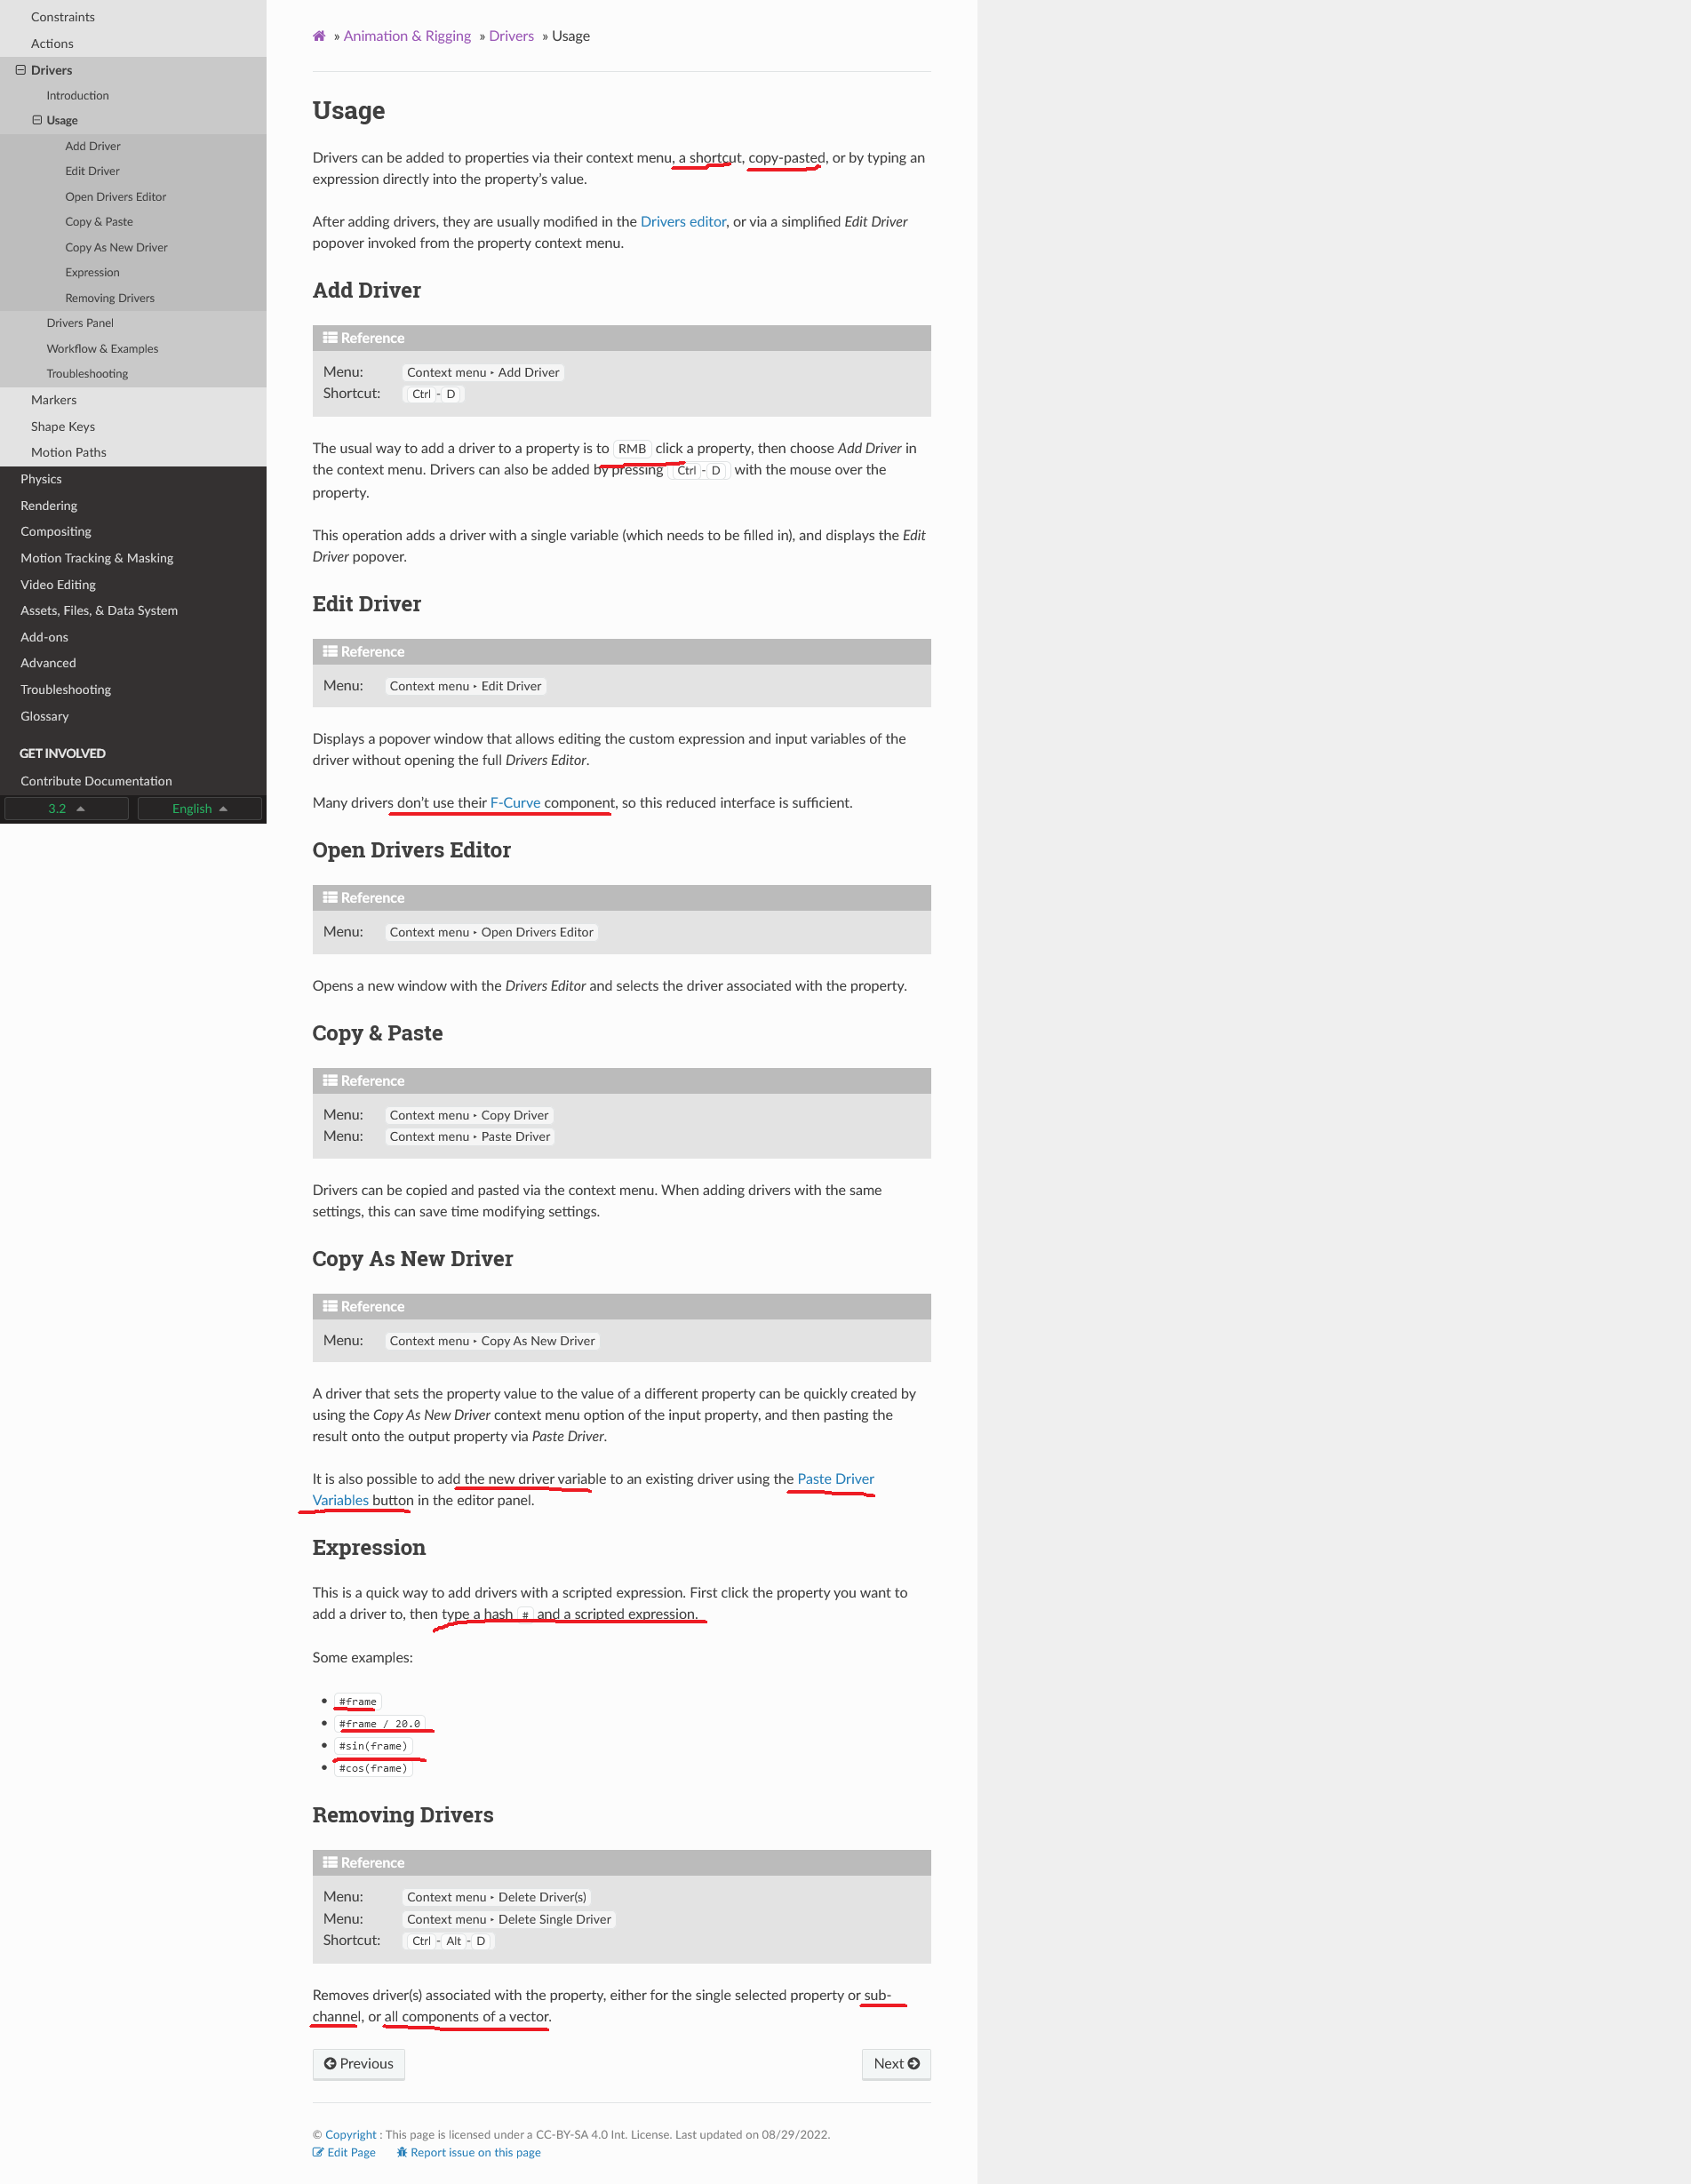 Constraints
Actions
Drivers
Introduction
Usage
Add Driver
Edit Driver
Open Drivers Editor
Copy & Paste
Copy As New Driver
Expression
Removing Drivers
Drivers Panel
Workflow & Examples
Troubleshooting
Markers
Shape Keys
Motion Paths
Physics
Rendering
Compositing
Motion Tracking & Masking
Video Editing
Assets, Files, & Data System
Add-ons
Advanced
Troubleshooting
Glossary
GET INVOLVED
Contribute Documentation
3.2 English
» Animation & Rigging » Drivers » Usage
Usage
Drivers can be added to properties via their context menu, a shortcut, copy-pasted, or by typing an
expression directly into the property’s value.
After adding drivers, they are usually modified in the Drivers editor, or via a simplified Edit Driver
popover invoked from the property context menu.
Add Driver
Reference
Menu: Context menu ‣ Add Driver
Shortcut: Ctrl-D
The usual way to add a driver to a property is to RMB click a property, then choose Add Driver in
the context menu. Drivers can also be added by pressing Ctrl-D with the mouse over the
property.
This operation adds a driver with a single variable (which needs to be filled in), and displays the Edit
Driver popover.
Edit Driver
Reference
Menu: Context menu ‣ Edit Driver
Displays a popover window that allows editing the custom expression and input variables of the
driver without opening the full Drivers Editor.
Many drivers don’t use their F-Curve component, so this reduced interface is sufficient.
Open Drivers Editor
Reference
Menu: Context menu ‣ Open Drivers Editor
Opens a new window with the Drivers Editor and selects the driver associated with the property.
Copy & Paste
Reference
Menu: Context menu ‣ Copy Driver
Menu: Context menu ‣ Paste Driver
Drivers can be copied and pasted via the context menu. When adding drivers with the same
settings, this can save time modifying settings.
Copy As New Driver
Reference
Menu: Context menu ‣ Copy As New Driver
A driver that sets the property value to the value of a different property can be quickly created by
using the Copy As New Driver context menu option of the input property, and then pasting the
result onto the output property via Paste Driver.
It is also possible to add the new driver variable to an existing driver using the Paste Driver
Variables button in the editor panel.
Expression
This is a quick way to add drivers with a scripted expression. First click the property you want to
add a driver to, then type a hash # and a scripted expression.
Some examples:
• #frame
• #frame / 20.0
• #sin(frame)
• #cos(frame)
Removing Drivers
Reference
Menu: Context menu ‣ Delete Driver(s)
Menu: Context menu ‣ Delete Single Driver
Shortcut: Ctrl-Alt-D
Removes driver(s) associated with the property, either for the single selected property or sub-
channel, or all components of a vector.
Previous Next
© Copyright : This page is licensed under a CC-BY-SA 4.0 Int. License. Last updated on 08/29/2022.
Edit Page Report issue on this page